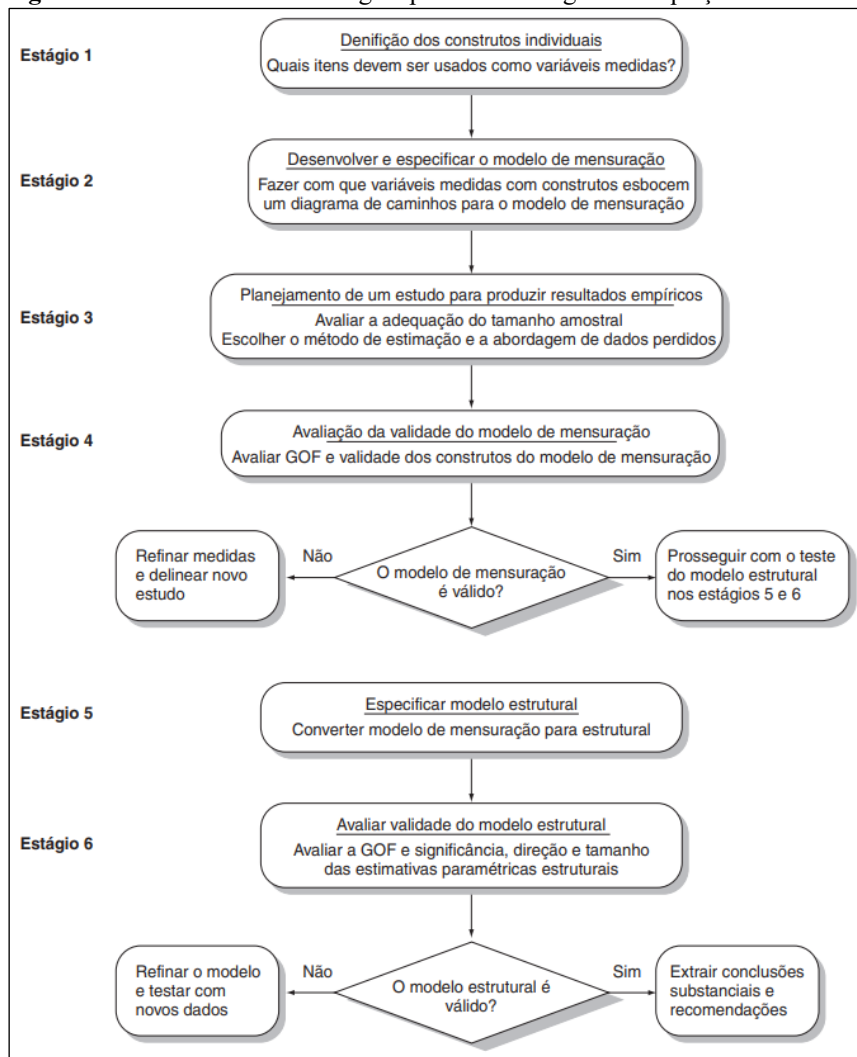 Estágio 1
Denifição dos construtos individuais
Quais itens devem ser usados como variáveis medidas?
Estágio 2
Desenvolver e especificar o modelo de mensuração
Fazer com que variáveis medidas com construtos esbocem
um diagrama de caminhos para o modelo de mensuração
Estágio 3
Planejamento de um estudo para produzir resultados empíricos
Avaliar a adequação do tamanho amostral
Escolher o método de estimação e a abordagem de dados perdidos
Estágio 4
Avaliação da validade do modelo de mensuração
Avaliar GOF e validade dos construtos do modelo de mensuração
Refinar medidas
e delinear novo
estudo
Não
O modelo de mensuração
é válido?
Sim
Prosseguir com o teste
do modelo estrutural
nos estágios 5 e 6
Estágio 5
Especificar modelo estrutural
Converter modelo de mensuração para estrutural
Estágio 6
Avaliar validade do modelo estrutural
Avaliar a GOF e significância, direção e tamanho
das estimativas paramétricas estruturais
Refinar o modelo
e testar com
novos dados
Não
O modelo estrutural é
válido?
Sim
Extrair conclusões
substanciais e
recomendações